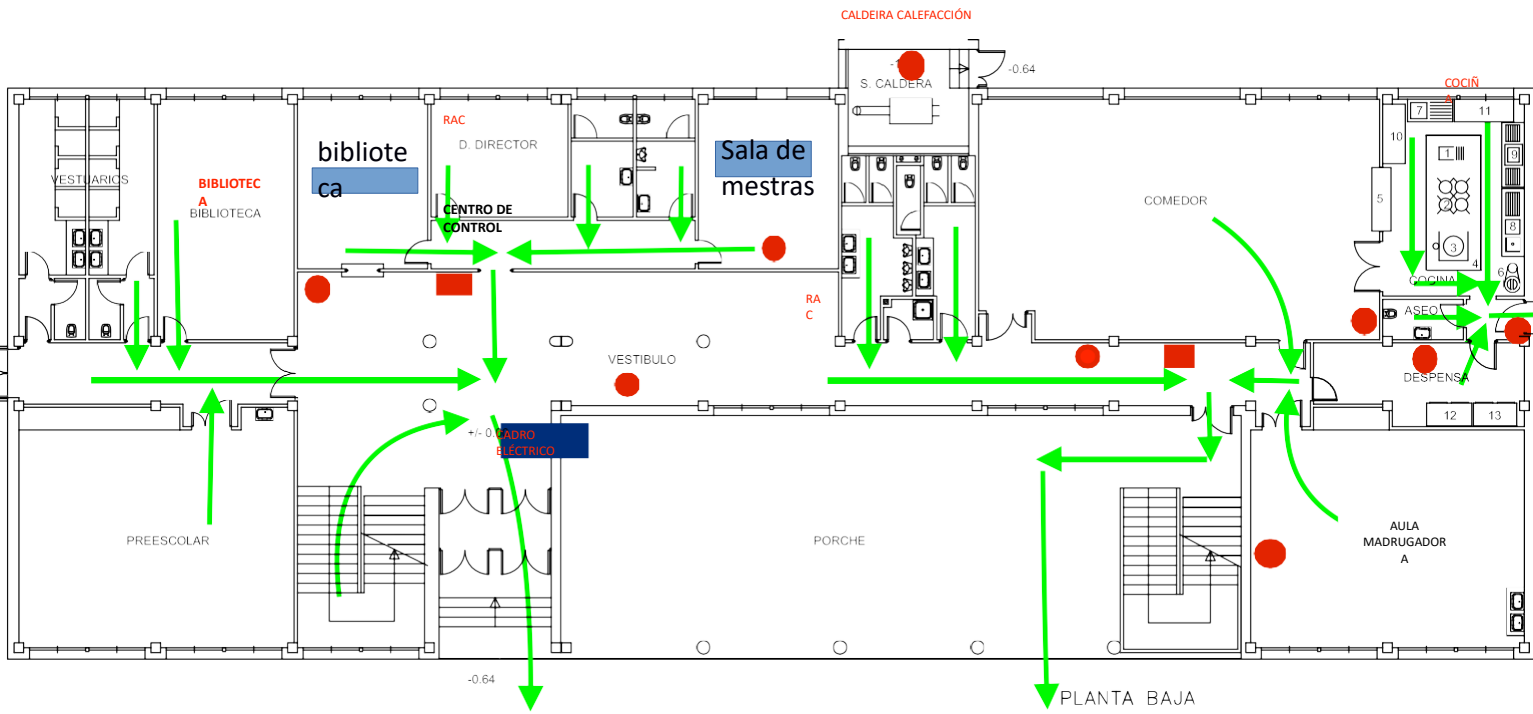 CALDEIRA CALEFACCIÓN
-0.64
S. CALDERA
COCIÑ
A
7
11
RAC
D. DIRECTOR
10
1
9
bibliote
ca
Sala de
mestras
VESTUARIOS
BIBLIOTEC
A
BIBLIOTECA
COMEDOR
5
2
8
CENTRO DE
CONTROL
3
4
6
COCINA
RA
C
ASEO
VESTIBULO
DESPENSA
12
13
+/- 0.0
CADRO
ELÉCTRICO
PREESCOLAR
PORCHE
AULA
MADRUGADOR
A
-0.64
PLANTA BAJA